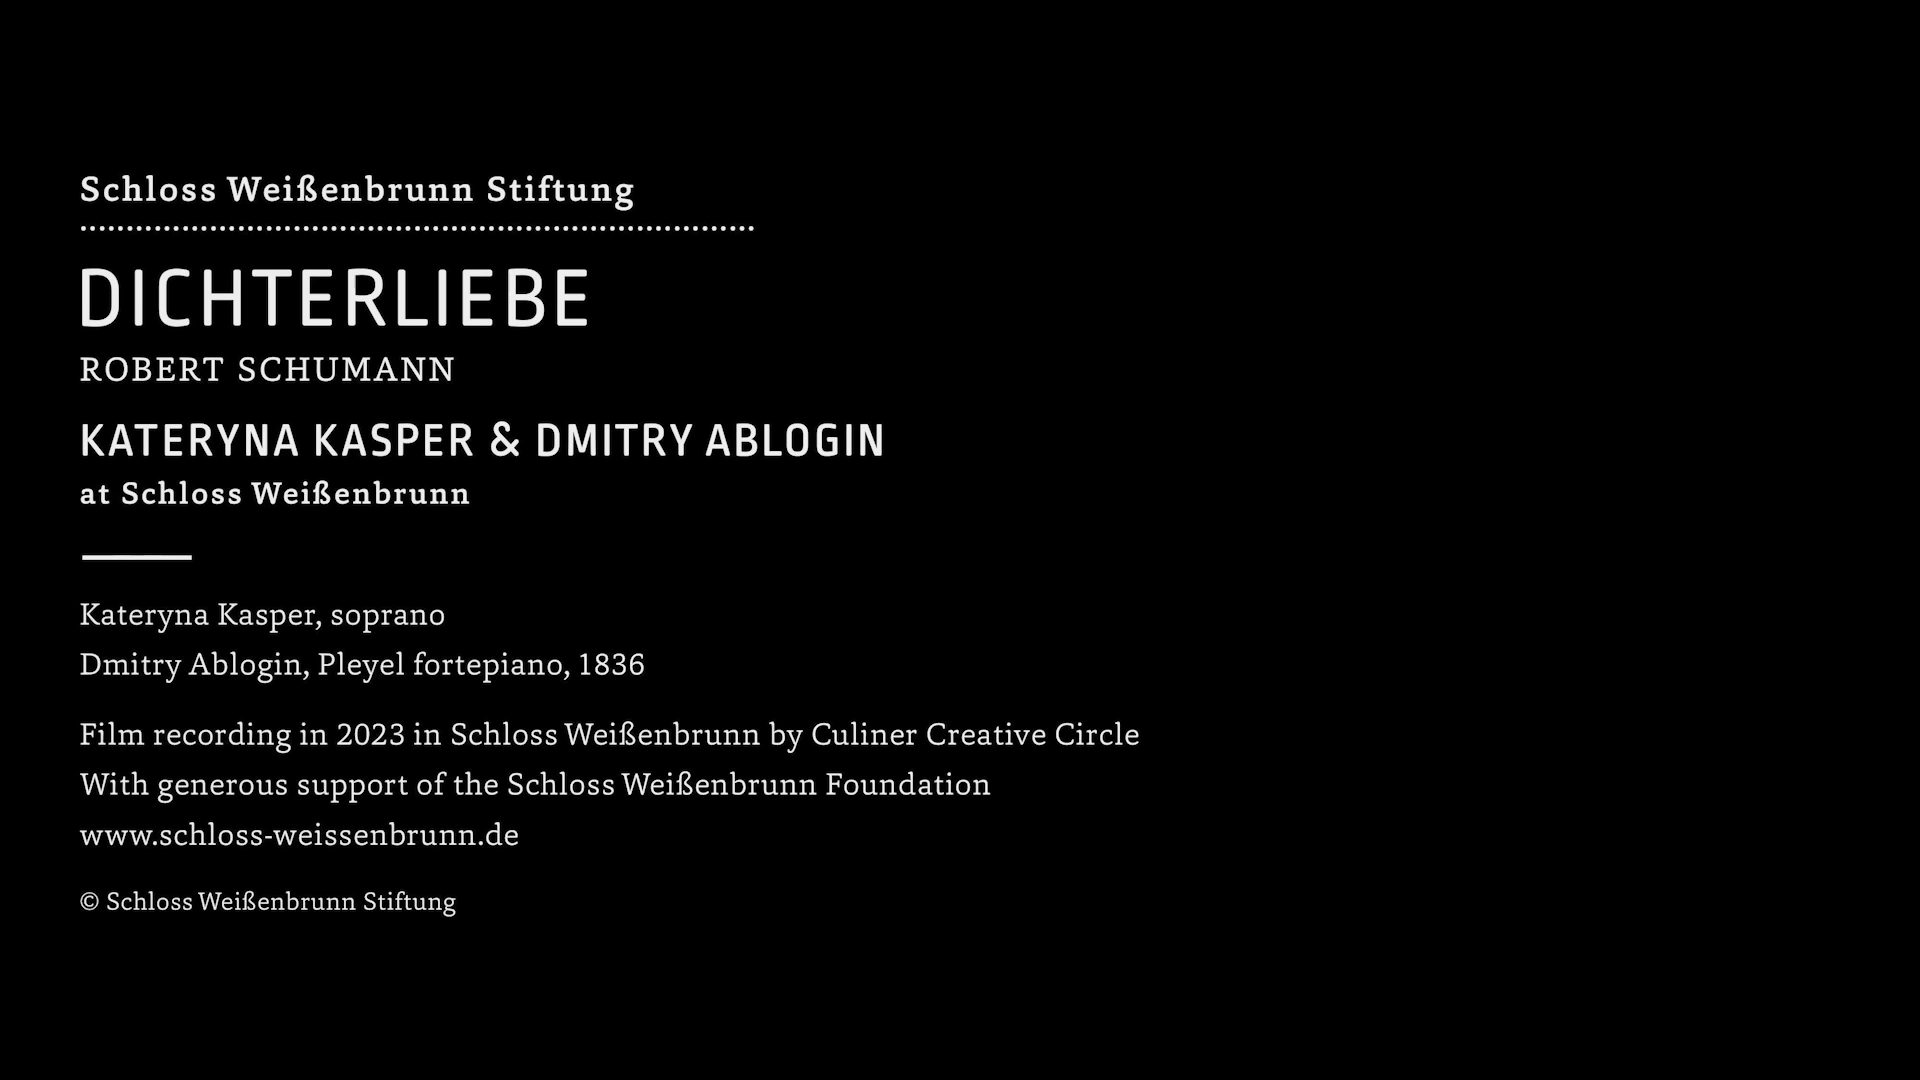 Schloss Weißenbrunn Stiftung
DICHTERLIEBE
ROBERT SCHUMANN
KATERYNA KASPER & DMITRY ABLOGIN
at Schloss Weißenbrunn
Kateryna Kasper, soprano
Dmitry Ablogin, Pleyel fortepiano, 1836
Film recording in 2023 in Schloss Weißenbrunn by Culiner Creative Circle
With generous support of the Schloss Weißenbrunn Foundation
www.schloss-weissenbrunn.de
© Schloss Weißenbrunn Stiftung